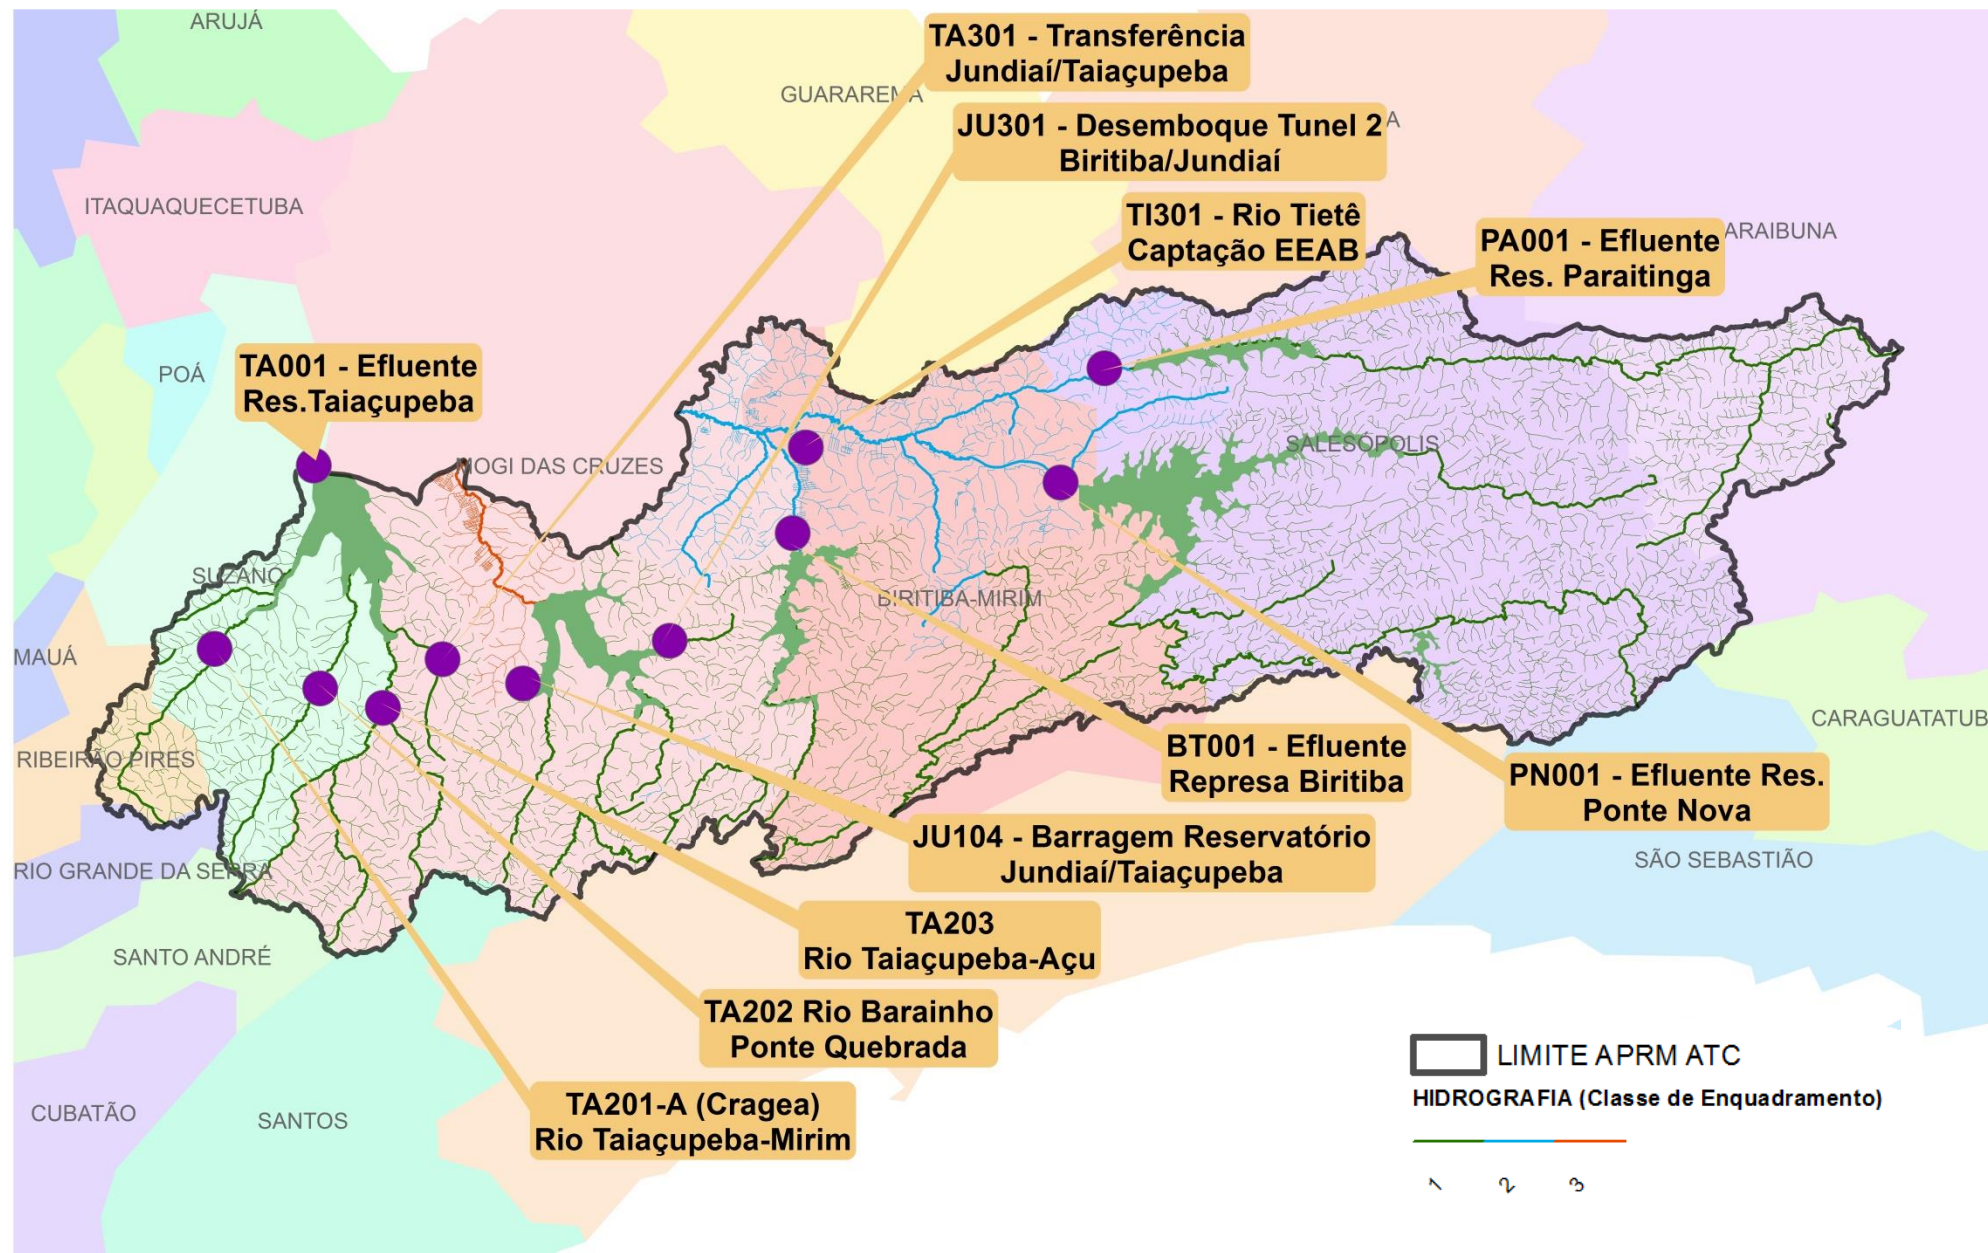 ARUJÁ
TA301 - Transferência
Jundiaí/Taiaçupeba
GUARAREMA
JU301 - Desemboque Tunel 2
Biritiba/Jundiaí
A
ITAQUAQUECETUBA
TI301 - Rio Tietê
Captação EEAB
PA001 - Efluente
Res. Paraitinga
ARAIBUNA
POÁ
TA001 - Efluente
Res.Taiaçupeba
MOGI DAS CRUZES
SALESÓPOLIS
SUZANO
BIRITIBA-MIRIM
MAUÁ
CARAGUATATUB
RIBEIRÃO PIRES
BT001 - Efluente
Represa Biritiba
PN001 - Efluente Res.
Ponte Nova
JU104 - Barragem Reservatório
Jundiaí/Taiaçupeba
SÃO SEBASTIÃO
RIO GRANDE DA SERRA
TA203
Rio Taiaçupeba-Açu
SANTO ANDRÉ
TA202 Rio Barainho
Ponte Quebrada
LIMITE APRM ATC
HIDROGRAFIA (Classe de Enquadramento)
TA201-A (Cragea)
Rio Taiaçupeba-Mirim
CUBATÃO
SANTOS
1 2 3